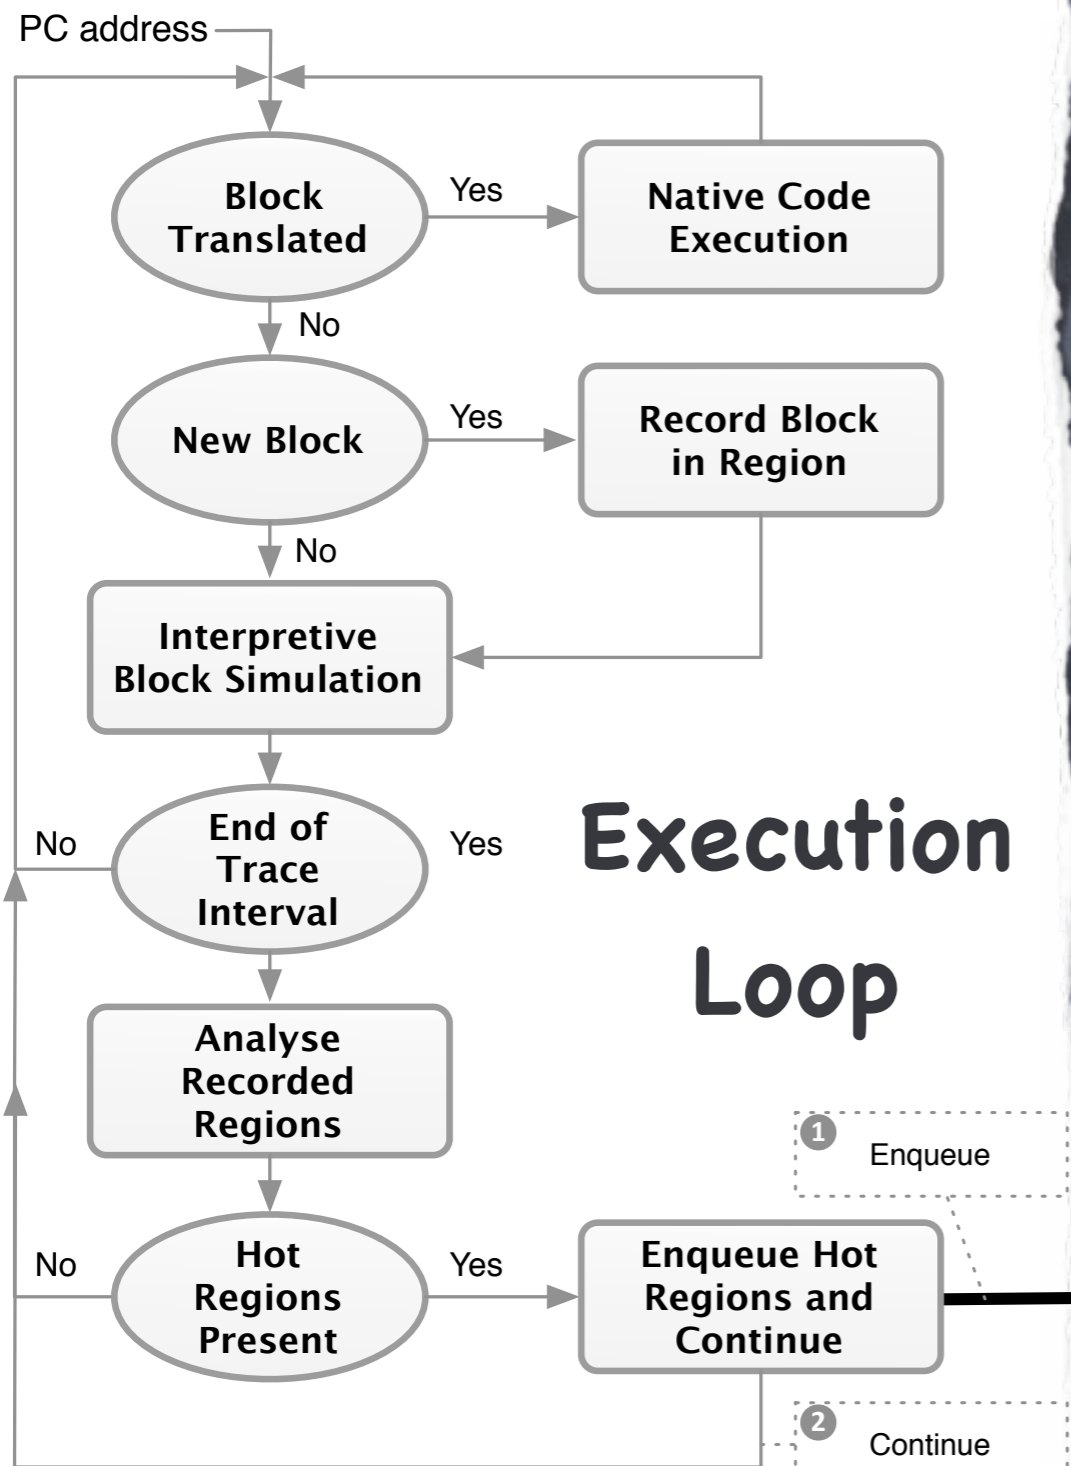 PC address
Block
Translated
Yes
Native Code
Execution
No
New Block
Yes
Record Block
in Region
No
Interpretive
Block Simulation
End of
Trace
Interval
No
Yes
Execution
Loop
Analyse
Recorded
Regions
1
Enqueue
Hot
Regions
Present
No
Yes
Enqueue Hot
Regions and
Continue
2
Continue